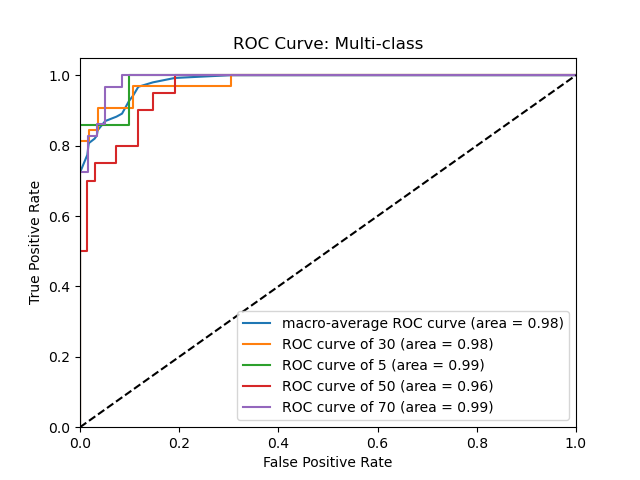 ROC Curve: Multi-class
1.0
0.8
0.6
0.4
0.2
0.0
True Positive Rate
macro-average ROC curve (area = 0.98)
ROC curve of 30 (area = 0.98)
ROC curve of 5 (area = 0.99)
ROC curve of 50 (area = 0.96)
ROC curve of 70 (area = 0.99)
0.0 0.2 0.4 0.6 0.8 1.0
False Positive Rate